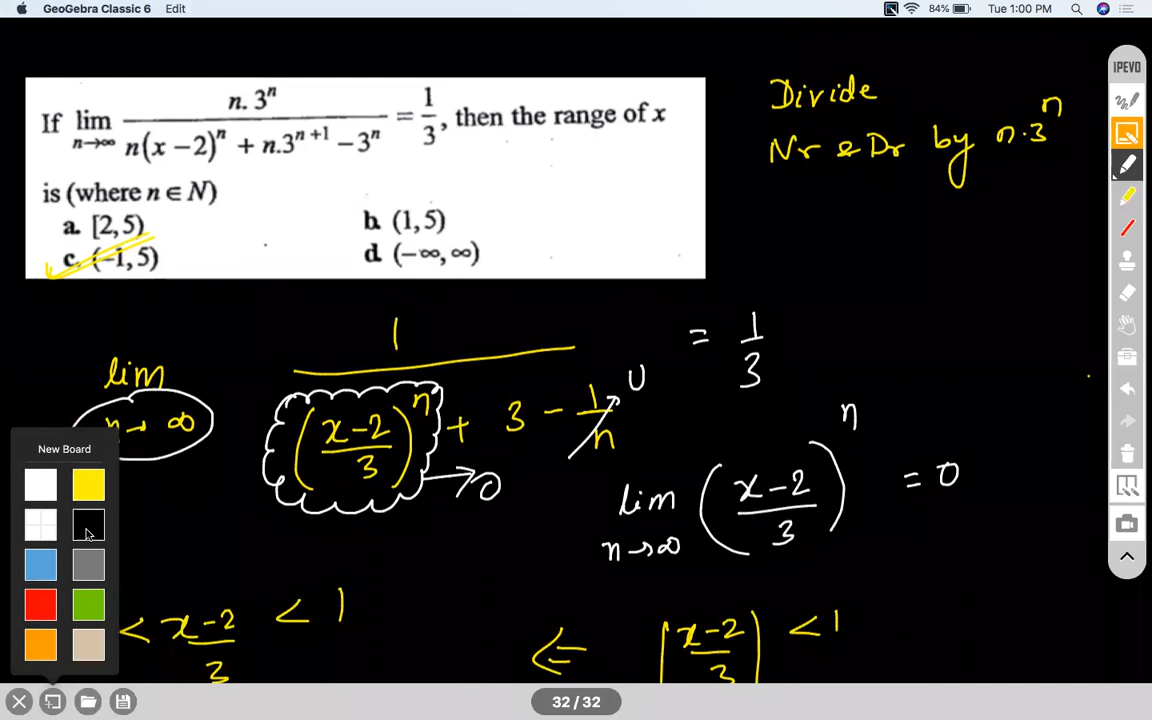 GeoGebra Classic 6 Edit 84% Tue 1:00 PM
IPEVO
If lim n→∞ n. 3^n / n(x − 2)^n + n.3^(n+1) − 3^n = 1/3, then the range of x
is (where n ∈ N)
a. [2, 5) b. (1, 5)
c. (−1, 5) d. (−∞, ∞)
Divide
Nr & Dr by n.3^n
lim n→∞ 1 / ((x−2)/3)^n + 3 − 1/n = 1/3
→ 0
lim n→∞ ((x−2)/3)^n = 0
New Board
< (x−2)/3 < 1 ⇐ |(x−2)/3| < 1
32 / 32